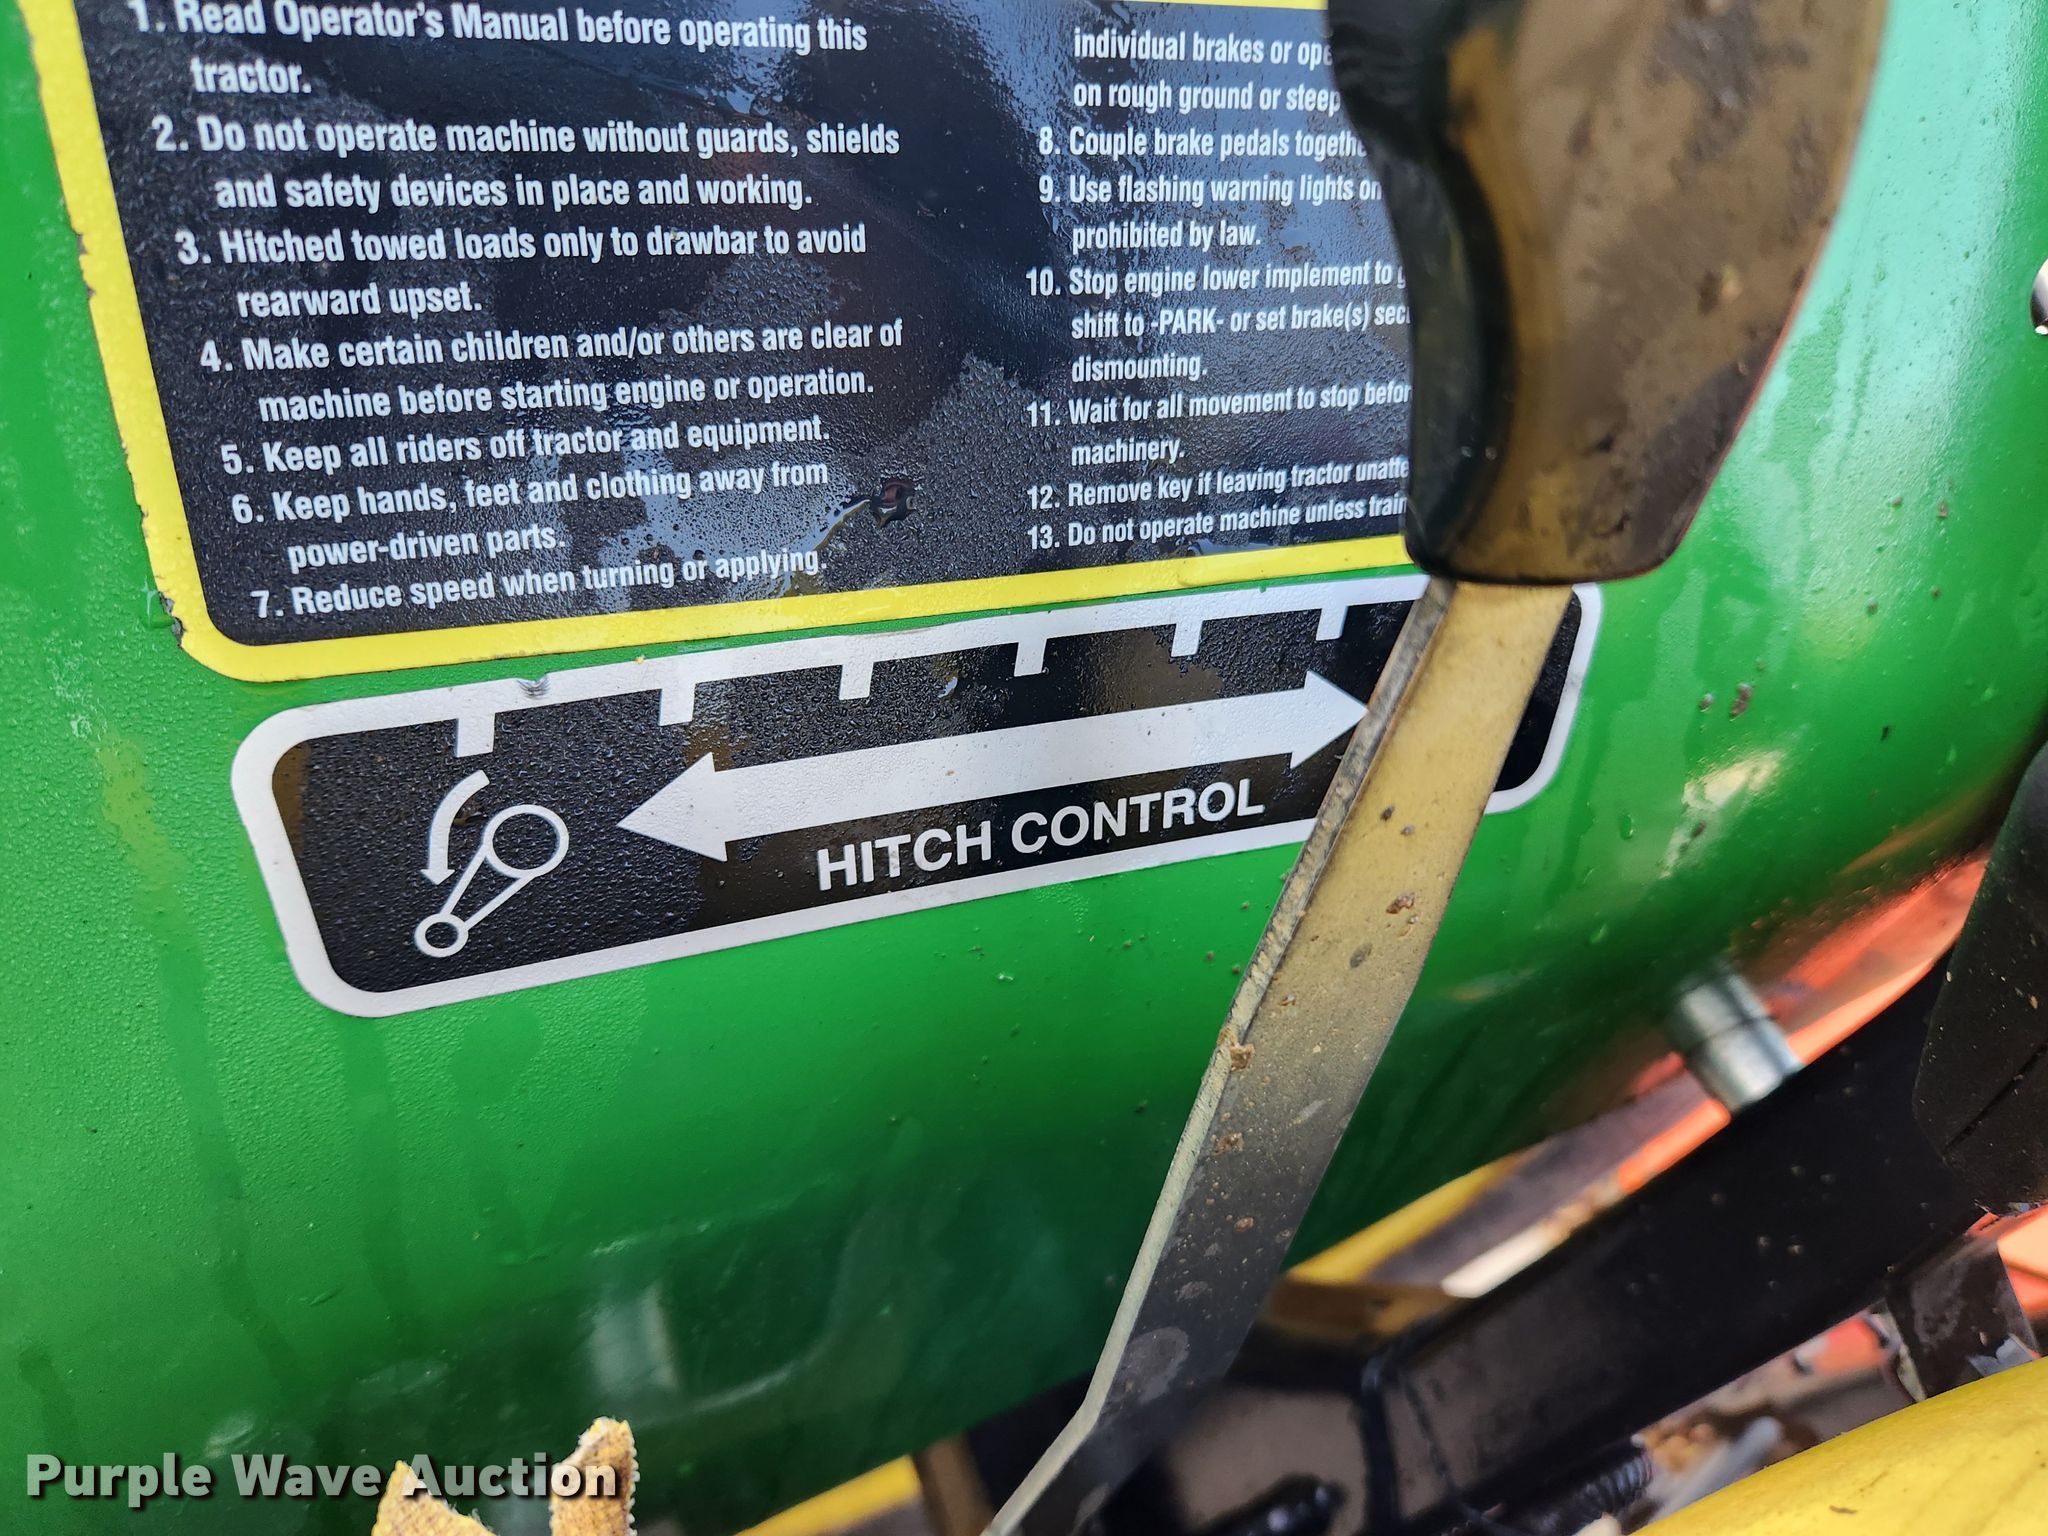 1. Read Operator's Manual before operating this
tractor.
2. Do not operate machine without guards, shields
and safety devices in place and working.
3. Hitched towed loads only to drawbar to avoid
rearward upset.
4. Make certain children and/or others are clear of
machine before starting engine or operation.
5. Keep all riders off tractor and equipment.
6. Keep hands, feet and clothing away from
power-driven parts.
7. Reduce speed when turning or applying.
individual brakes or
on rough ground or steep
8. Couple brake pedals
9. Use flashing warning lights on
prohibited by law.
10. Stop engine lower implement to
shift to -PARK- or set brake(s)
dismounting.
11. Wait for all movement to stop
machinery.
12. Remove key if leaving tractor
13. Do not operate machine unless
HITCH CONTROL
Purple Wave Auction